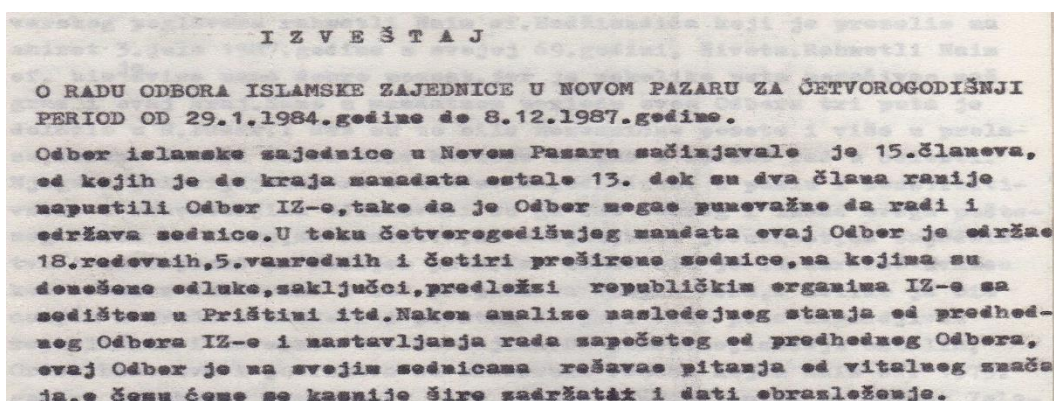 I Z V E Š T A J
O RADU ODBORA ISLAMSKE ZAJEDNICE U NOVOM PAZARU ZA ČETVOROGODIŠNJI
PERIOD OD 29.1.1984.godine do 8.12.1987.godine.
Odbor islamske zajednice u Novom Pazaru sačinjavalo je 15.članova,
od kojih je do kraja mandata ostalo 13. dok su dva člana ranije
napustili Odbor IZ-e,tako da je Odbor mogao punovažno da radi i
održava sednice.U toku četvorogodišnjeg mandata ovaj Odbor je održao
18.redovnih,5.vanrednih i četiri proširene sednice,na kojima su
donešene odluke,zaključci,predložzi republičkim organima IZ-e sa
sedištem u Prištini itd.Nakon analize nasledejnog stanja od predhod-
nog Odbora IZ-e i nastavljanja rada započetog od predhodnog Odbora,
ovaj Odbor je na svojim sednicama rešavao pitanja od vitalnog znača
ja,o čemu ćemo se kasnije šire zadržatix i dati obrazloženje.